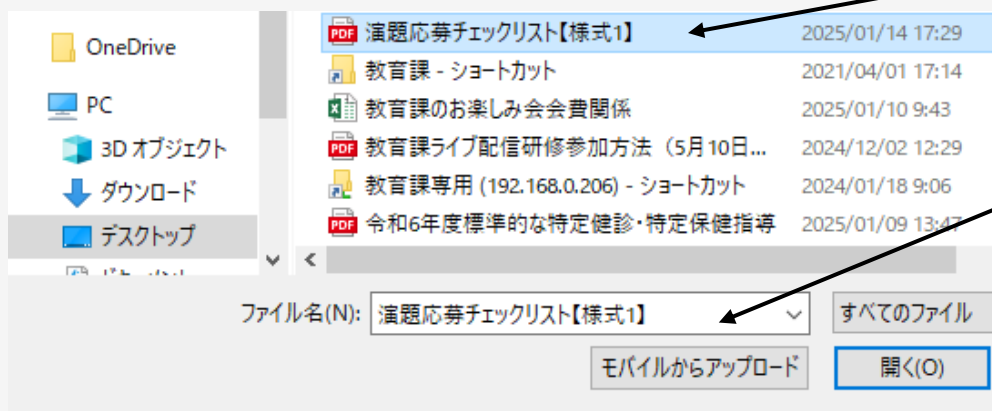 OneDrive
PC
3D オブジェクト
ダウンロード
デスクトップ
演題応募チェックリスト【様式1】 2025/01/14 17:29
教育課 - ショートカット 2021/04/01 17:14
教育課のお楽しみ会会費関係 2025/01/10 9:43
教育課ライブ配信研修参加方法（5月10日... 2024/12/02 12:29
教育課専用 (192.168.0.206) - ショートカット 2024/01/18 9:06
令和6年度標準的な特定健診・特定保健指導 2025/01/09 13:47
ファイル名(N): 演題応募チェックリスト【様式1】 すべてのファイル
モバイルからアップロード 開く(O)